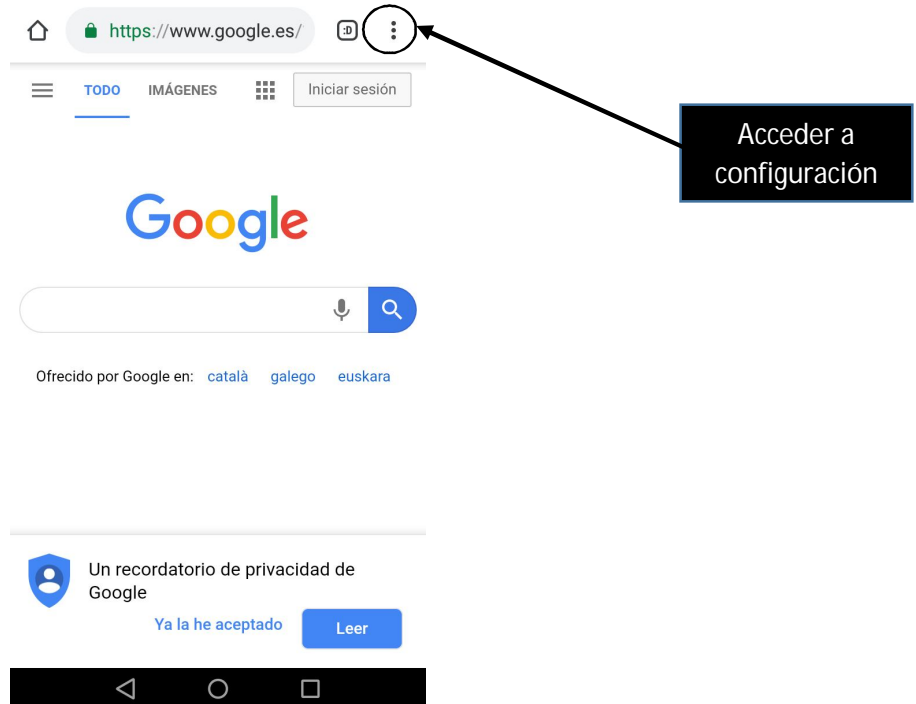 https://www.google.es/ :D
TODO IMÁGENES Iniciar sesión
Acceder a
configuración
Google
Ofrecido por Google en: català galego euskara
Un recordatorio de privacidad de
Google
Ya la he aceptado Leer